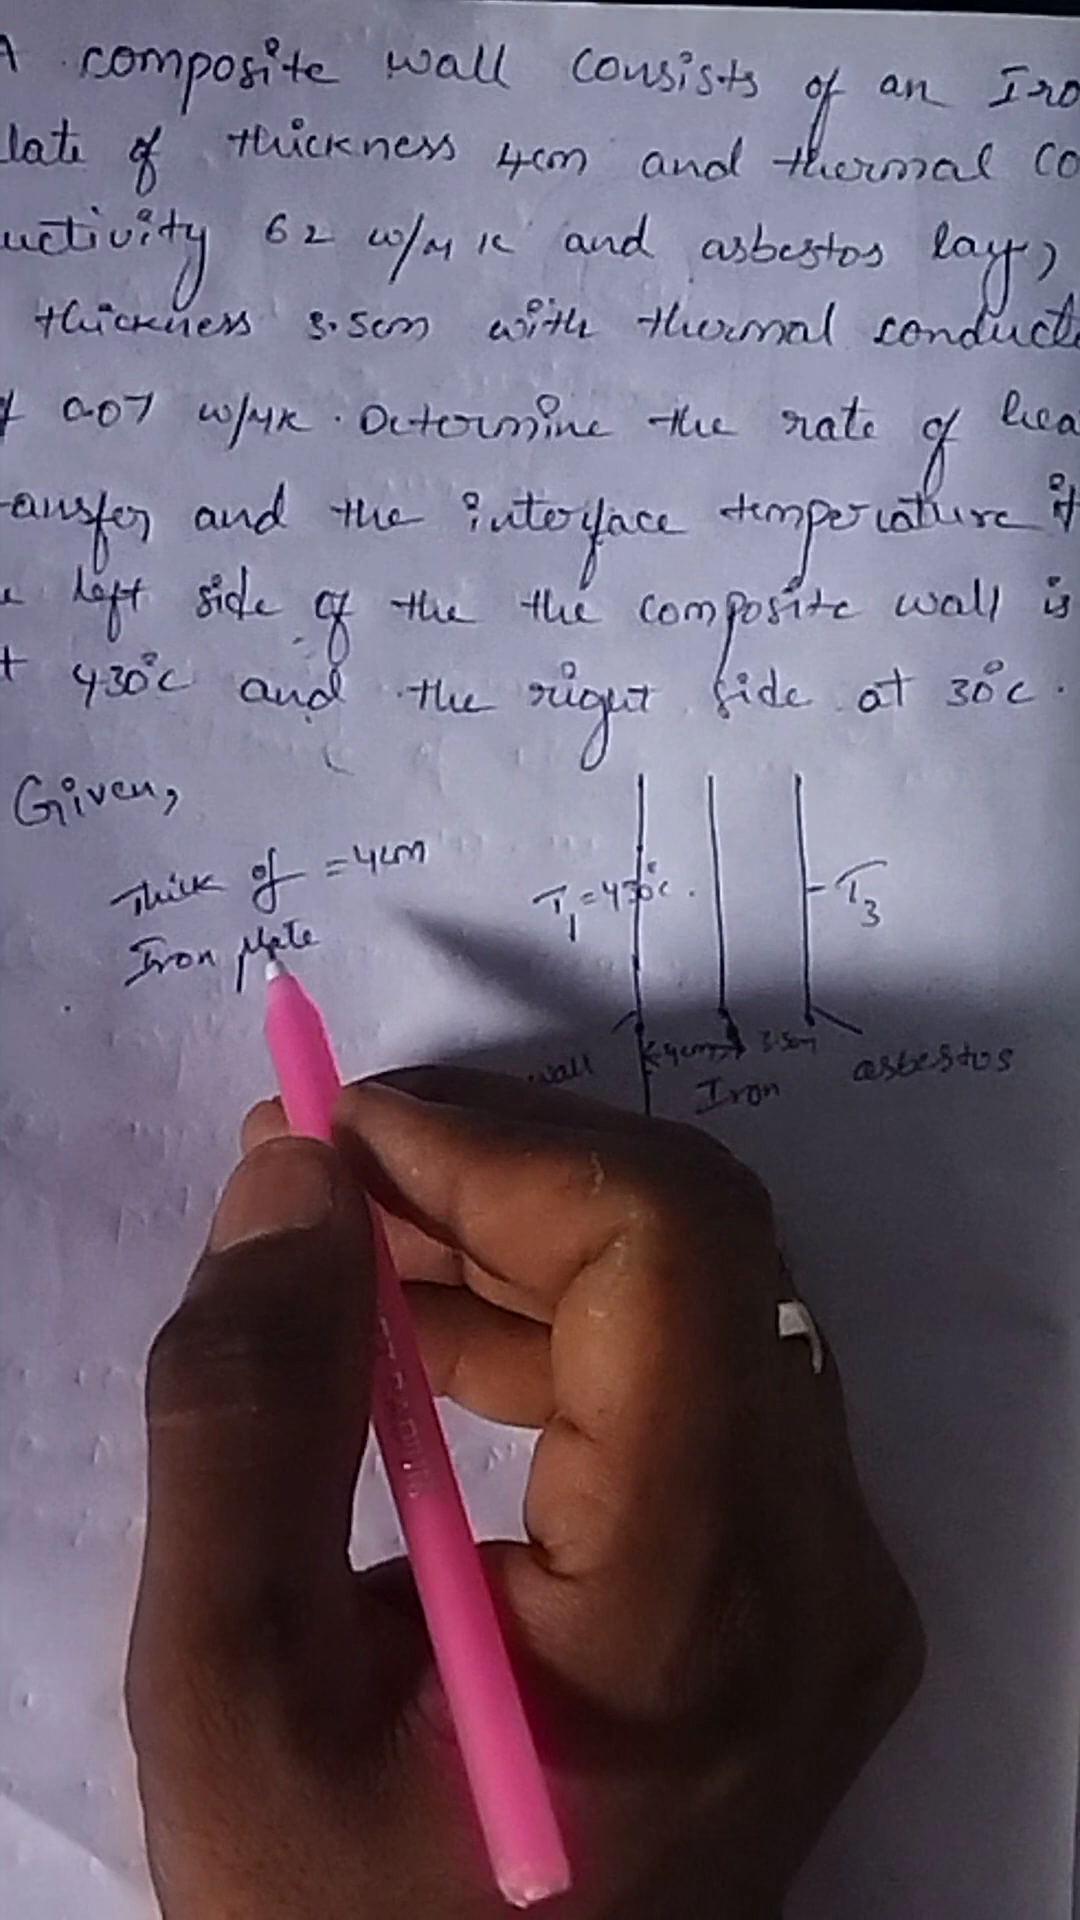 A composite wall consists of an Iro
late of thickness 4cm and thermal co
uctivity 62 w/mk and asbestos lay
thickness 3.5cm with thermal conduct
f 0.07 w/mk. Determine the rate of hea
ansfer and the interface temperature if
e left side of the the composite wall is
t 430°c and the right side at 30°c.
Given,
Thick of = 4cm
Iron plate
T1 = 430°c.
T3
wall
4cm
3.5cm
asbestos
Iron